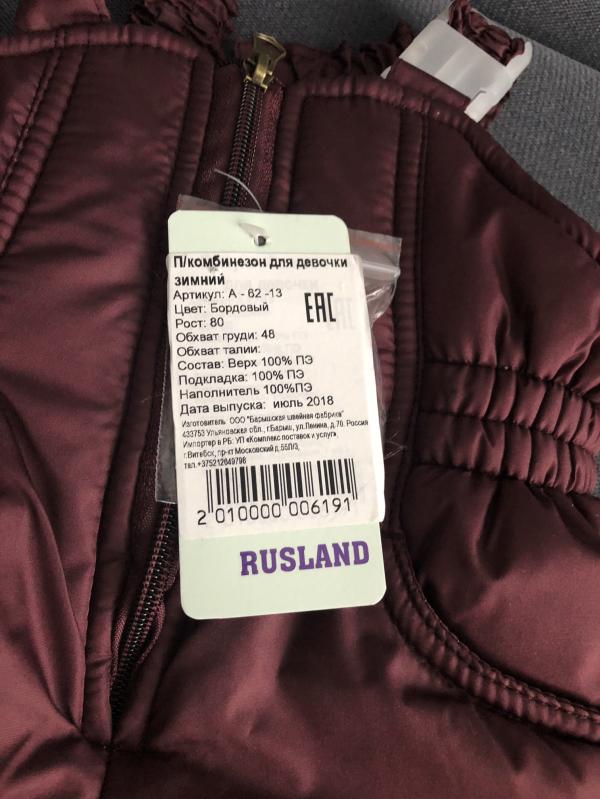 П/комбинезон для девочки
зимний
Артикул: А - 62 -13
Цвет: Бордовый
Рост: 80
Обхват груди: 48
Обхват талии:
Состав: Верх 100% ПЭ
Подкладка: 100% ПЭ
Наполнитель 100%ПЭ
Дата выпуска: июль 2018
EAC
Изготовитель ООО "Барышская швейная фабрика"
433753 Ульяновская обл., г.Барыш, ул.Ленина, д.70. Россия
Импортер в РБ: УП «Комплекс поставок и услуг»,
г.Витебск, пр-кт Московский д.55П/3,
тел.+375212649798
2 010000 006191
RUSLAND